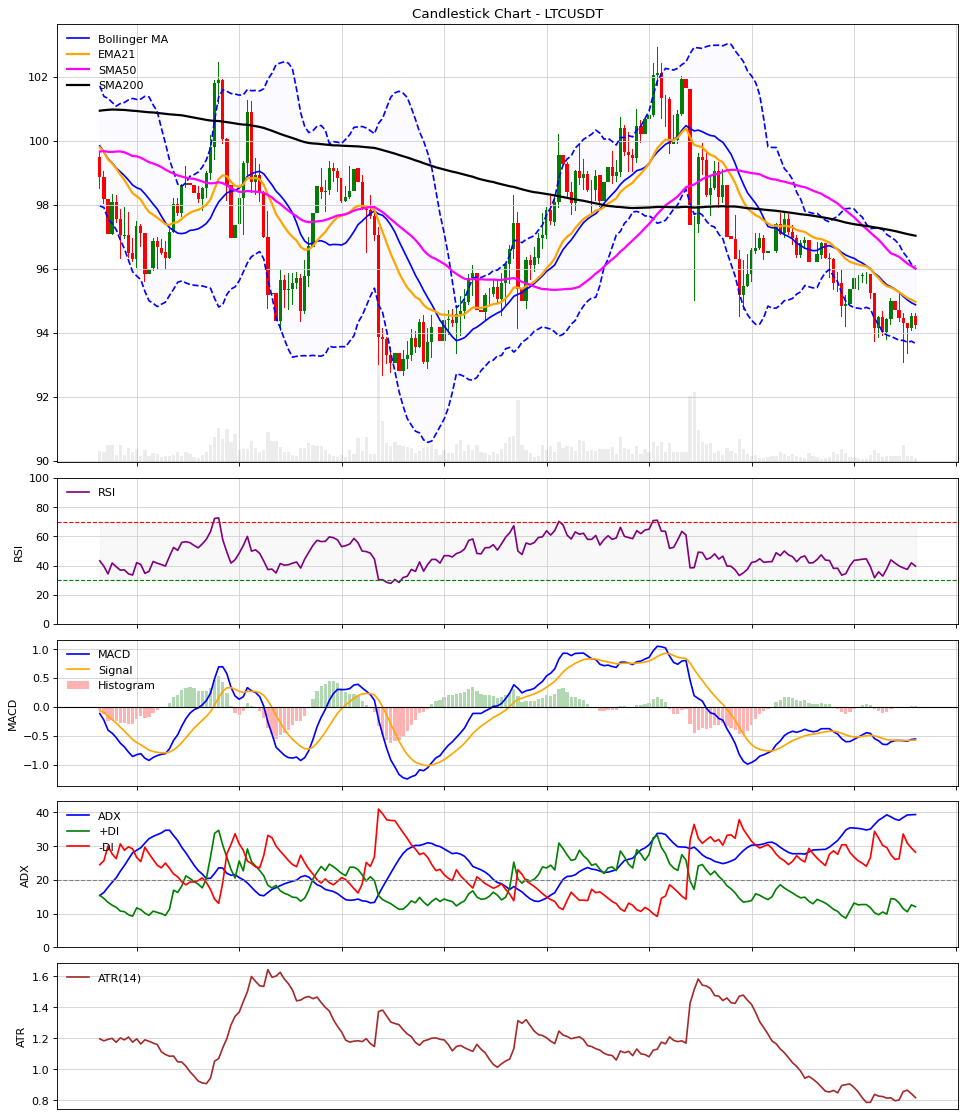 Candlestick Chart - LTCUSDT
Bollinger MA
EMA21
SMA50
SMA200
102
100
98
96
94
92
90
RSI
RSI
100
80
60
40
20
0
MACD
MACD
Signal
Histogram
1.0
0.5
0.0
−0.5
−1.0
ADX
ADX
+DI
-DI
40
30
20
10
0
ATR
ATR(14)
1.6
1.4
1.2
1.0
0.8